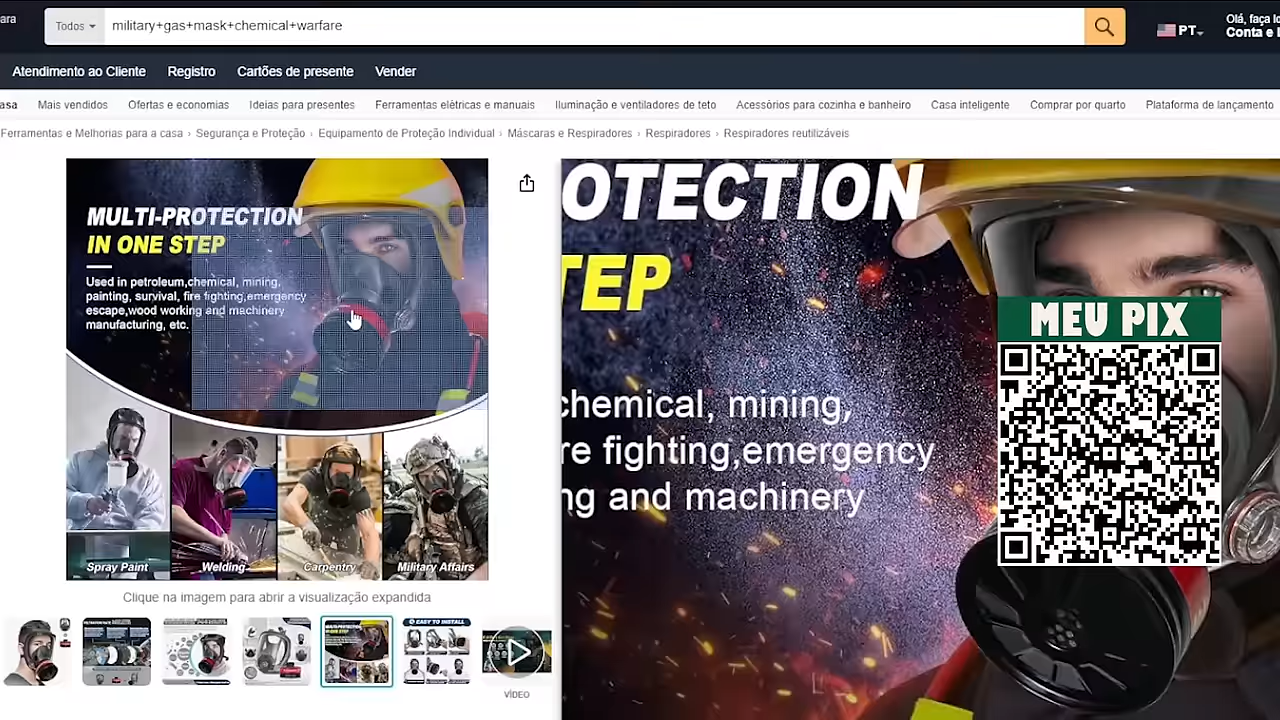 ara
Todos
military+gas+mask+chemical+warfare
PT
Olá, faça lo
Conta e L
Atendimento ao Cliente
Registro
Cartões de presente
Vender
asa
Mais vendidos
Ofertas e economias
Ideias para presentes
Ferramentas elétricas e manuais
Iluminação e ventiladores de teto
Acessórios para cozinha e banheiro
Casa inteligente
Comprar por quarto
Plataforma de lançamento
Ferramentas e Melhorias para a casa › Segurança e Proteção › Equipamento de Proteção Individual › Máscaras e Respiradores › Respiradores › Respiradores reutilizáveis
MULTI-PROTECTION
IN ONE STEP
Used in petroleum,chemical, mining,
painting, survival, fire fighting,emergency
escape,wood working and machinery
manufacturing, etc.
Spray Paint
Welding
Carpentry
Military Affairs
Clique na imagem para abrir a visualização expandida
EASY TO INSTALL
VÍDEO
OTECTION
TEP
chemical, mining,
re fighting,emergency
ng and machinery
MEU PIX